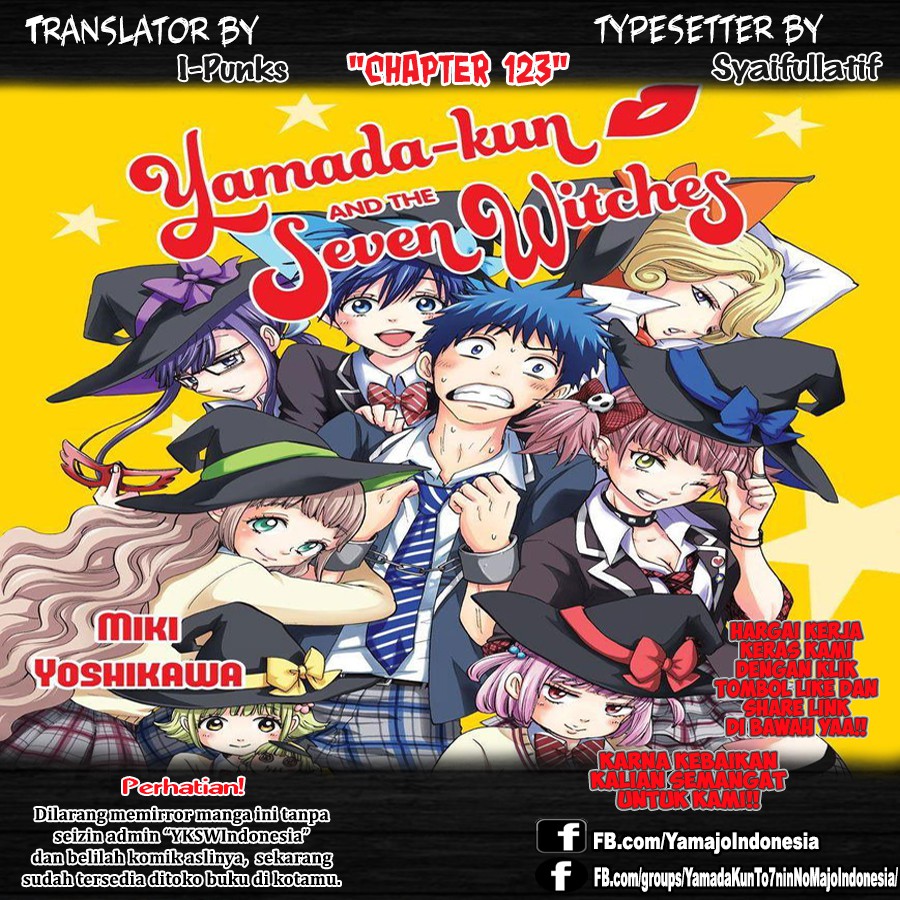 TRANSLATOR BY
I-Punks
"CHAPTER 123"
TYPESETTER BY
Syaifullatif
Yamada-kun
AND THE
Seven Witches
MIKI
YOSHIKAWA
HARGAI KERJA
KERAS KAMI
DENGAN KLIK
TOMBOL LIKE DAN
SHARE LINK
DI BAWAH YAA!!
KARNA KEBAIKAN
KALIAN SEMANGAT
UNTUK KAMI!!
Perhatian!
Dilarang memirror manga ini tanpa
seizin admin "YKSWIndonesia"
dan belilah komik aslinya, sekarang
sudah tersedia ditoko buku di kotamu.
f FB.com/YamajoIndonesia
f FB.com/groups/YamadaKunTo7ninNoMajoIndonesia/